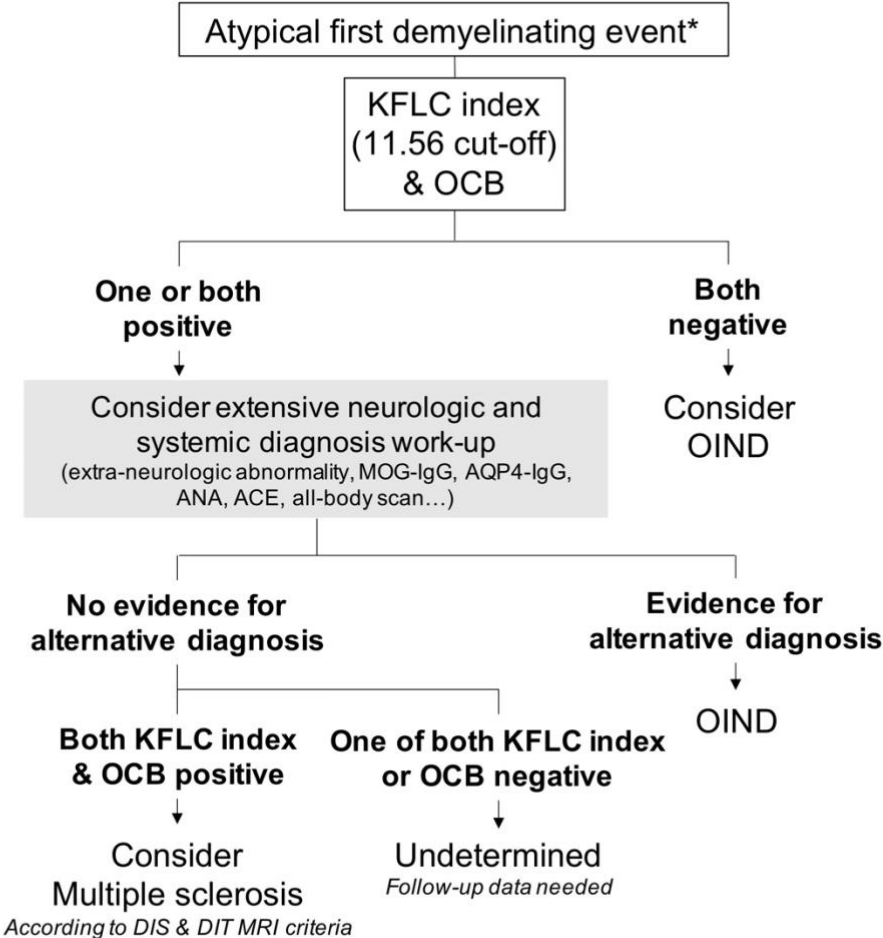 Atypical first demyelinating event*
KFLC index
(11.56 cut-off)
& OCB
One or both
positive
Both
negative
Consider extensive neurologic and
systemic diagnosis work-up
(extra-neurologic abnormality, MOG-IgG, AQP4-IgG,
ANA, ACE, all-body scan…)
Consider
OIND
No evidence for
alternative diagnosis
Evidence for
alternative diagnosis
OIND
Both KFLC index
& OCB positive
One of both KFLC index
or OCB negative
Consider
Multiple sclerosis
According to DIS & DIT MRI criteria
Undetermined
Follow-up data needed